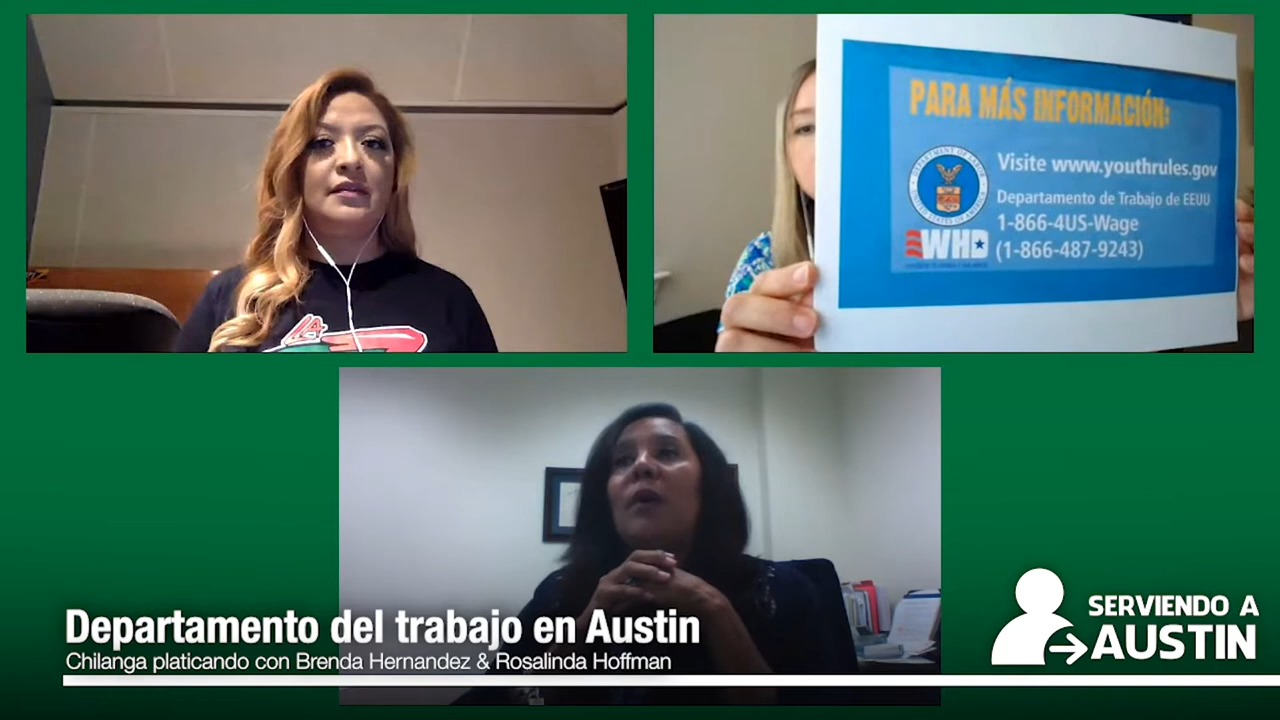 PARA MÁS INFORMACIÓN:
Visite www.youthrules.gov
Departamento de Trabajo de EEUU
1-866-4US-Wage
(1-866-487-9243)
WHD
LA
Departamento del trabajo en Austin
Chilanga platicando con Brenda Hernandez & Rosalinda Hoffman
SERVIENDO A
AUSTIN